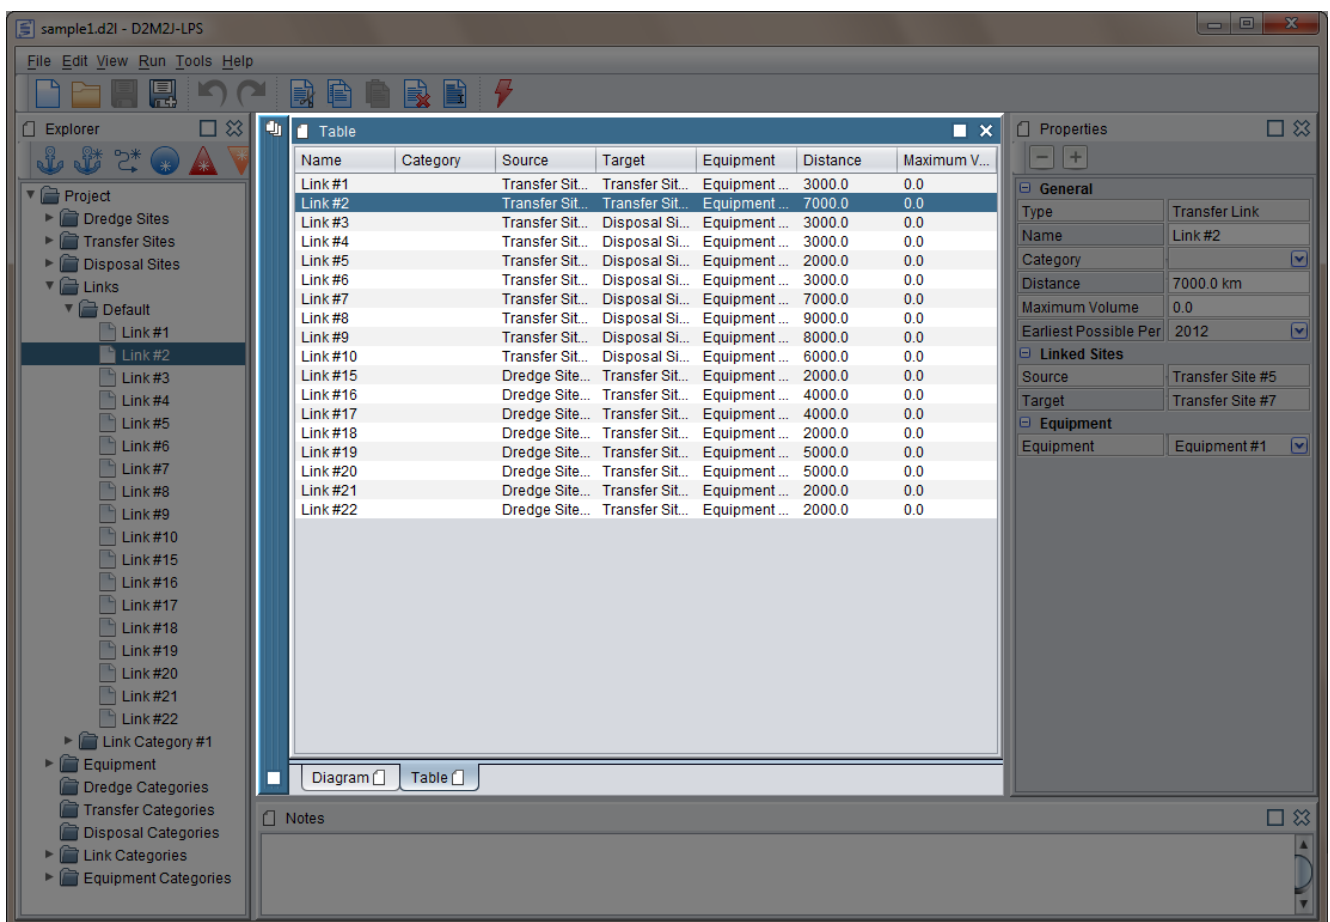 sample1.d2l - D2M2J-LPS
File Edit View Run Tools Help
Explorer
Project
Dredge Sites
Transfer Sites
Disposal Sites
Links
Default
Link #1
Link #2
Link #3
Link #4
Link #5
Link #6
Link #7
Link #8
Link #9
Link #10
Link #15
Link #16
Link #17
Link #18
Link #19
Link #20
Link #21
Link #22
Link Category #1
Equipment
Dredge Categories
Transfer Categories
Disposal Categories
Link Categories
Equipment Categories
Table
Name Category Source Target Equipment Distance Maximum V...
Link #1 Transfer Sit... Transfer Sit... Equipment ... 3000.0 0.0
Link #2 Transfer Sit... Transfer Sit... Equipment ... 7000.0 0.0
Link #3 Transfer Sit... Disposal Si... Equipment ... 3000.0 0.0
Link #4 Transfer Sit... Disposal Si... Equipment ... 3000.0 0.0
Link #5 Transfer Sit... Disposal Si... Equipment ... 2000.0 0.0
Link #6 Transfer Sit... Disposal Si... Equipment ... 3000.0 0.0
Link #7 Transfer Sit... Disposal Si... Equipment ... 7000.0 0.0
Link #8 Transfer Sit... Disposal Si... Equipment ... 9000.0 0.0
Link #9 Transfer Sit... Disposal Si... Equipment ... 8000.0 0.0
Link #10 Transfer Sit... Disposal Si... Equipment ... 6000.0 0.0
Link #15 Dredge Site... Transfer Sit... Equipment ... 2000.0 0.0
Link #16 Dredge Site... Transfer Sit... Equipment ... 4000.0 0.0
Link #17 Dredge Site... Transfer Sit... Equipment ... 4000.0 0.0
Link #18 Dredge Site... Transfer Sit... Equipment ... 2000.0 0.0
Link #19 Dredge Site... Transfer Sit... Equipment ... 5000.0 0.0
Link #20 Dredge Site... Transfer Sit... Equipment ... 5000.0 0.0
Link #21 Dredge Site... Transfer Sit... Equipment ... 2000.0 0.0
Link #22 Dredge Site... Transfer Sit... Equipment ... 2000.0 0.0
Diagram Table
Properties
General
Type Transfer Link
Name Link #2
Category
Distance 7000.0 km
Maximum Volume 0.0
Earliest Possible Per 2012
Linked Sites
Source Transfer Site #5
Target Transfer Site #7
Equipment
Equipment Equipment #1
Notes